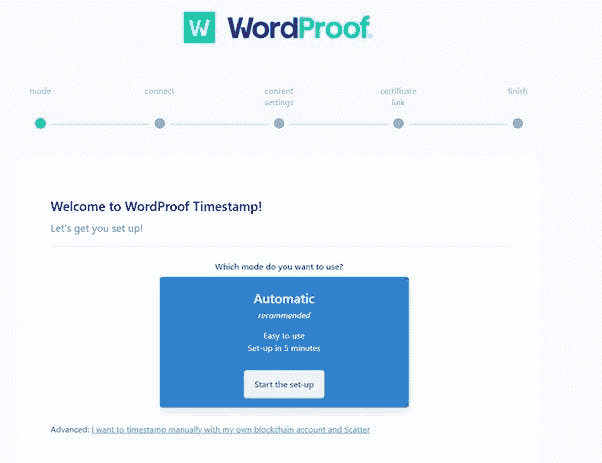 W WordProof
mode connect content settings certificate link finish
Welcome to WordProof Timestamp!
Let's get you set up!
Which mode do you want to use?
Automatic
recommended
Easy to use
Set-up in 5 minutes
Start the set-up
Advanced: I want to timestamp manually with my own blockchain account and Scatter